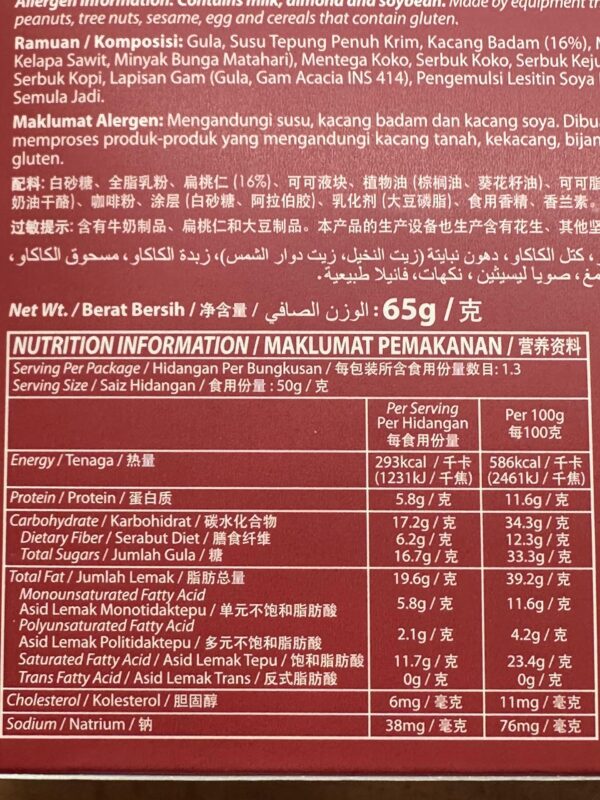 Allergen Information: Contains milk, almond and soybean. Made by equipment
peanuts, tree nuts, sesame, egg and cereals that contain gluten.
Ramuan / Komposisi: Gula, Susu Tepung Penuh Krim, Kacang Badam (16%),
Kelapa Sawit, Minyak Bunga Matahari), Mentega Koko, Serbuk Koko, Serbuk
Serbuk Kopi, Lapisan Gam (Gula, Gam Acacia INS 414), Pengemulsi Lesitin Soya
Semula Jadi.
Maklumat Alergen: Mengandungi susu, kacang badam dan kacang soya.
memproses produk-produk yang mengandungi kacang tanah, kekacang,
gluten.
配料: 白砂糖、全脂乳粉、扁桃仁 (16%)、可可液块、植物油 (棕榈油、葵花籽油)、可可脂
奶油干酪)、咖啡粉、涂层 (白砂糖、阿拉伯胶)、乳化剂 (大豆磷脂)、食用香精、香兰素。
过敏提示: 含有牛奶制品、扁桃仁和大豆制品。本产品的生产设备也生产含有花生、其他坚
، كتل الكاكاو، دهون نباتية (زيت النخيل، زيت دوار الشمس)، زبدة الكاكاو، مسحوق الكاكاو،
صويا ليسيثين، نكهات، فانيلا طبيعية.
Net Wt. / Berat Bersih / 净含量 / الوزن الصافي : 65g / 克
NUTRITION INFORMATION / MAKLUMAT PEMAKANAN / 营养资料
Serving Per Package / Hidangan Per Bungkusan / 每包装所含食用份量数目: 1.3
Serving Size / Saiz Hidangan / 食用份量 : 50g / 克
Per Serving Per 100g
Per Hidangan 每100克
每食用份量
Energy / Tenaga / 热量 293kcal / 千卡 586kcal / 千卡
(1231kJ / 千焦) (2461kJ / 千焦)
Protein / Protein / 蛋白质 5.8g / 克 11.6g / 克
Carbohydrate / Karbohidrat / 碳水化合物 17.2g / 克 34.3g / 克
Dietary Fiber / Serabut Diet / 膳食纤维 6.2g / 克 12.3g / 克
Total Sugars / Jumlah Gula / 糖 16.7g / 克 33.3g / 克
Total Fat / Jumlah Lemak / 脂肪总量 19.6g / 克 39.2g / 克
Monounsaturated Fatty Acid
Asid Lemak Monotidaktepu / 单元不饱和脂肪酸 5.8g / 克 11.6g / 克
Polyunsaturated Fatty Acid
Asid Lemak Politidaktepu / 多元不饱和脂肪酸 2.1g / 克 4.2g / 克
Saturated Fatty Acid / Asid Lemak Tepu / 饱和脂肪酸 11.7g / 克 23.4g / 克
Trans Fatty Acid / Asid Lemak Trans / 反式脂肪酸 0g / 克 0g / 克
Cholesterol / Kolesterol / 胆固醇 6mg / 毫克 11mg / 毫克
Sodium / Natrium / 钠 38mg / 毫克 76mg / 毫克